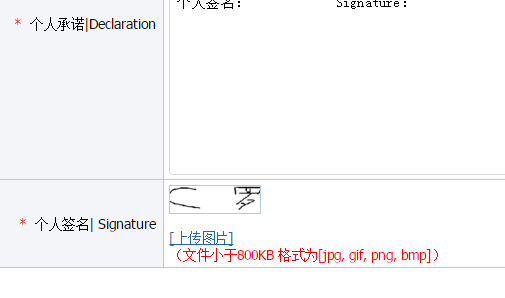 个人签名: Signature:
* 个人承诺|Declaration
* 个人签名| Signature
[上传图片]
（文件小于800KB 格式为[jpg, gif, png, bmp]）